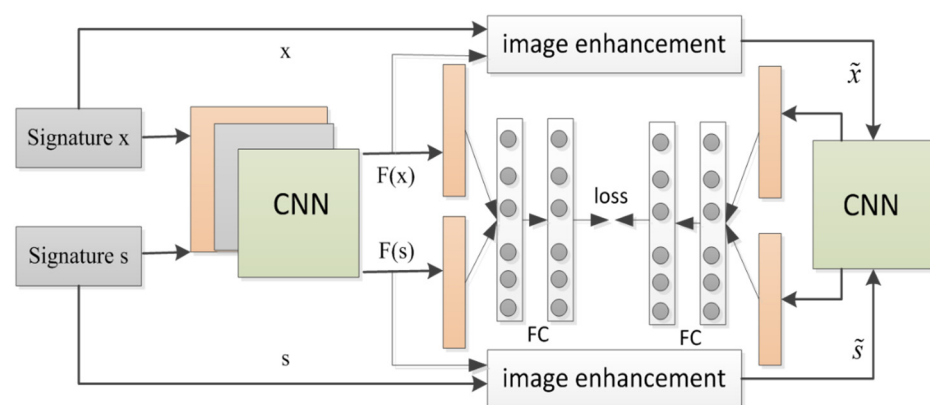 x
image enhancement
x̃
Signature x
F(x)
CNN
loss
CNN
Signature s
F(s)
FC
FC
s
image enhancement
s̃